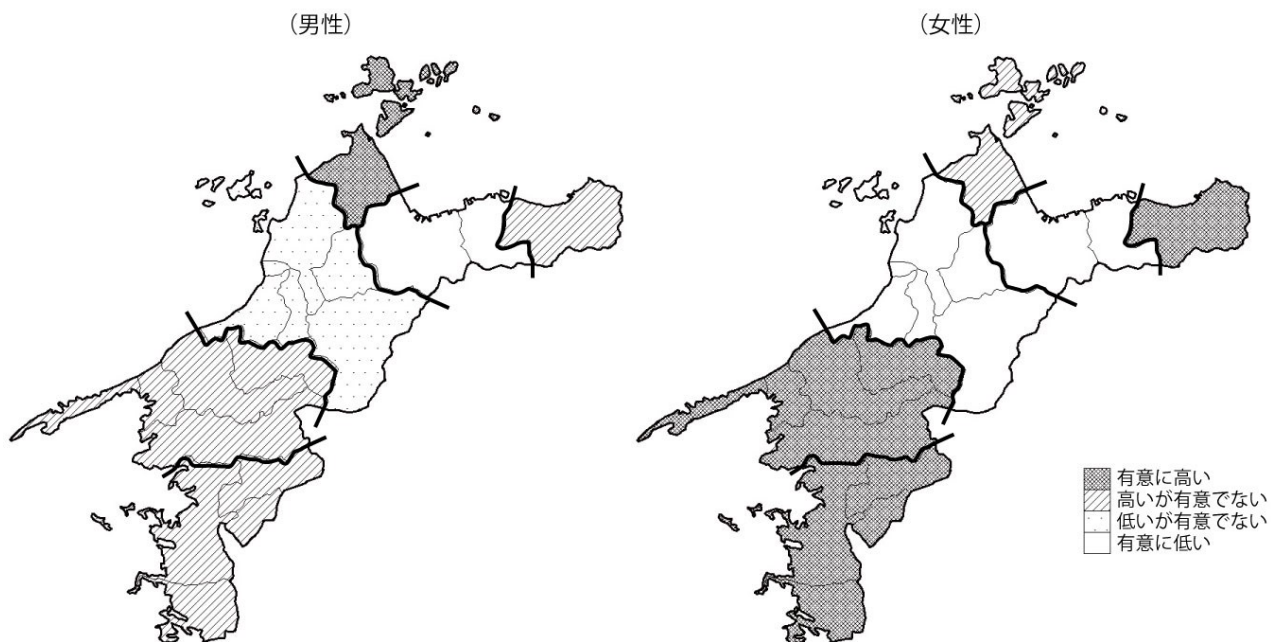 （男性）
（女性）
有意に高い
高いが有意でない
低いが有意でない
有意に低い